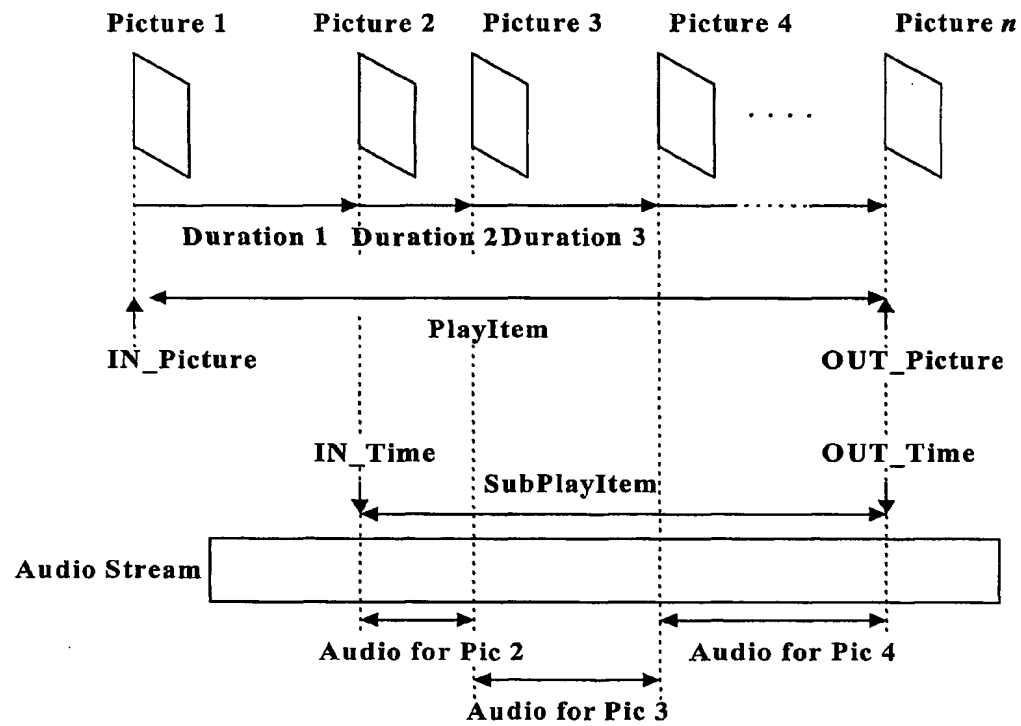 Picture 1 Picture 2 Picture 3 Picture 4 Picture n
. . . .
Duration 1 Duration 2 Duration 3
PlayItem
IN_Picture OUT_Picture
IN_Time OUT_Time
SubPlayItem
Audio Stream
Audio for Pic 2 Audio for Pic 4
Audio for Pic 3